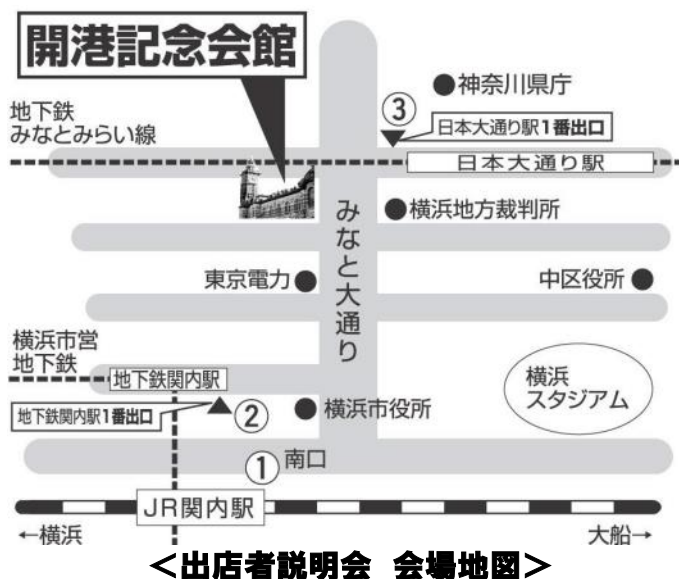 開港記念会館
●神奈川県庁
③
地下鉄
みなとみらい線
日本大通り駅1番出口
日本大通り駅
みなと大通り
●横浜地方裁判所
東京電力●
中区役所●
横浜市営
地下鉄
地下鉄関内駅
横浜
スタジアム
地下鉄関内駅1番出口
②
●横浜市役所
①
南口
JR関内駅
←横浜
大船→
<出店者説明会 会場地図>